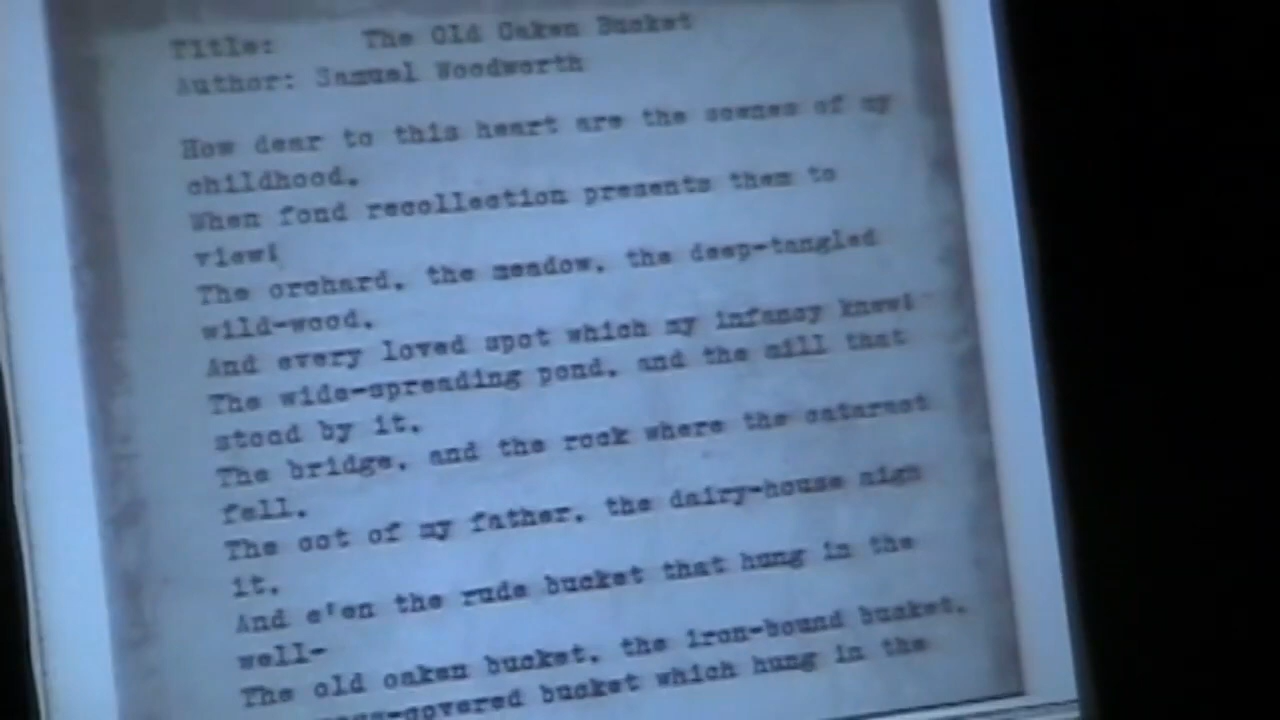 Title: The Old Oaken Bucket
Author: Samuel Woodworth
How dear to this heart are the scenes of my
childhood,
When fond recollection presents them to
view!
The orchard, the meadow, the deep-tangled
wild-wood,
And every loved spot which my infancy knew!
The wide-spreading pond, and the mill that
stood by it,
The bridge, and the rock where the cataract
fell,
The cot of my father, the dairy-house nigh
it,
And e'en the rude bucket that hung in the
well-
The old oaken bucket, the iron-bound bucket,
bucket which hung in the